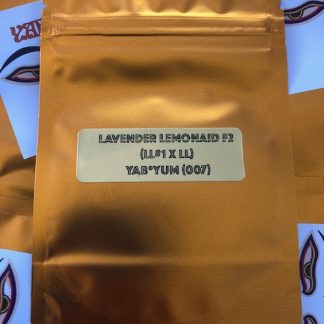 LAVENDER LEMONAID F2
(LL#1 X LL)
YAB*YUM (007)